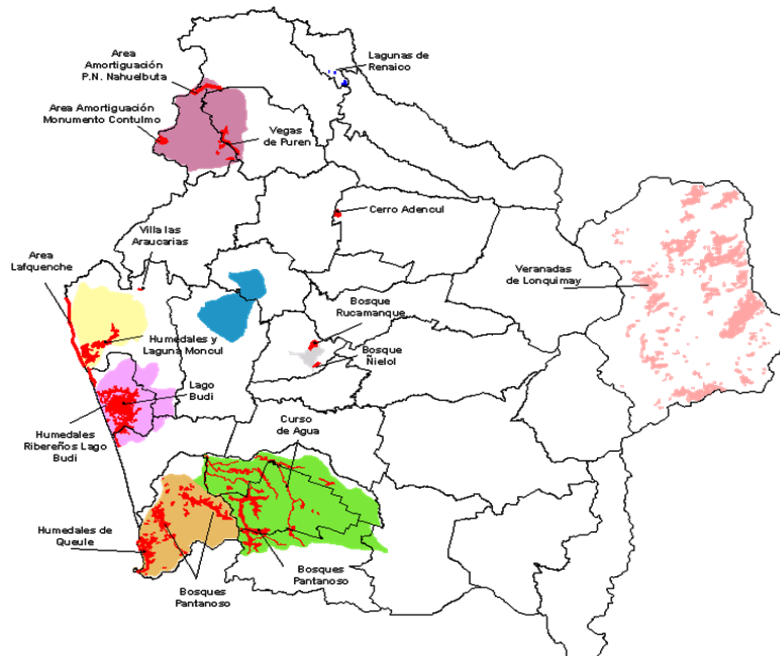 Area
Amortiguación
P.N. Nahuelbuta
Lagunas de
Renaico
Area Amortiguación
Monumento Contulmo
Vegas
de Puren
Cerro Adencul
Villa las
Araucarias
Area
Lafquenche
Veranadas
de Lonquimay
Bosque
Rucamanque
Humedales y
Laguna Moncul
Bosque
Ñielol
Lago
Budi
Humedales
Ribereños Lago
Budi
Curso
de Agua
Humedales de
Queule
Bosques
Pantanoso
Bosques
Pantanoso